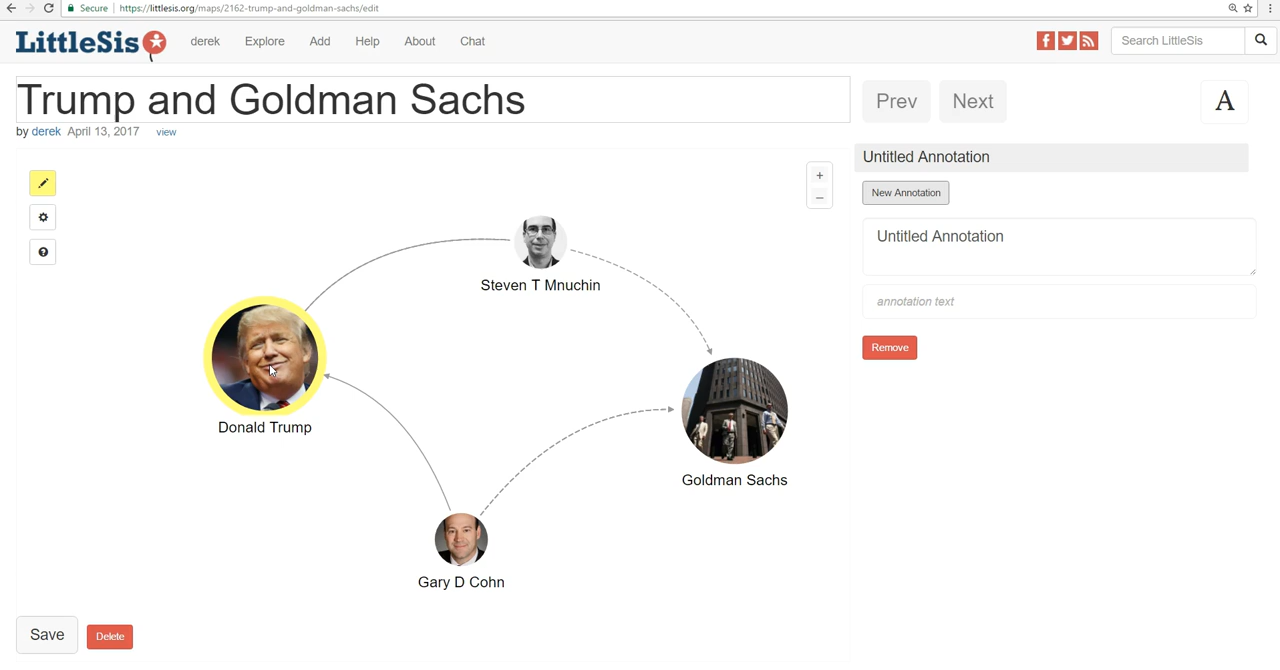 Secure https://littlesis.org/maps/2162-trump-and-goldman-sachs/edit
LittleSis derek Explore Add Help About Chat Search LittleSis
Trump and Goldman Sachs
by derek April 13, 2017 view
Prev Next A
Untitled Annotation
New Annotation
Untitled Annotation
annotation text
Remove
+
–
Steven T Mnuchin
Donald Trump
Goldman Sachs
Gary D Cohn
Save Delete